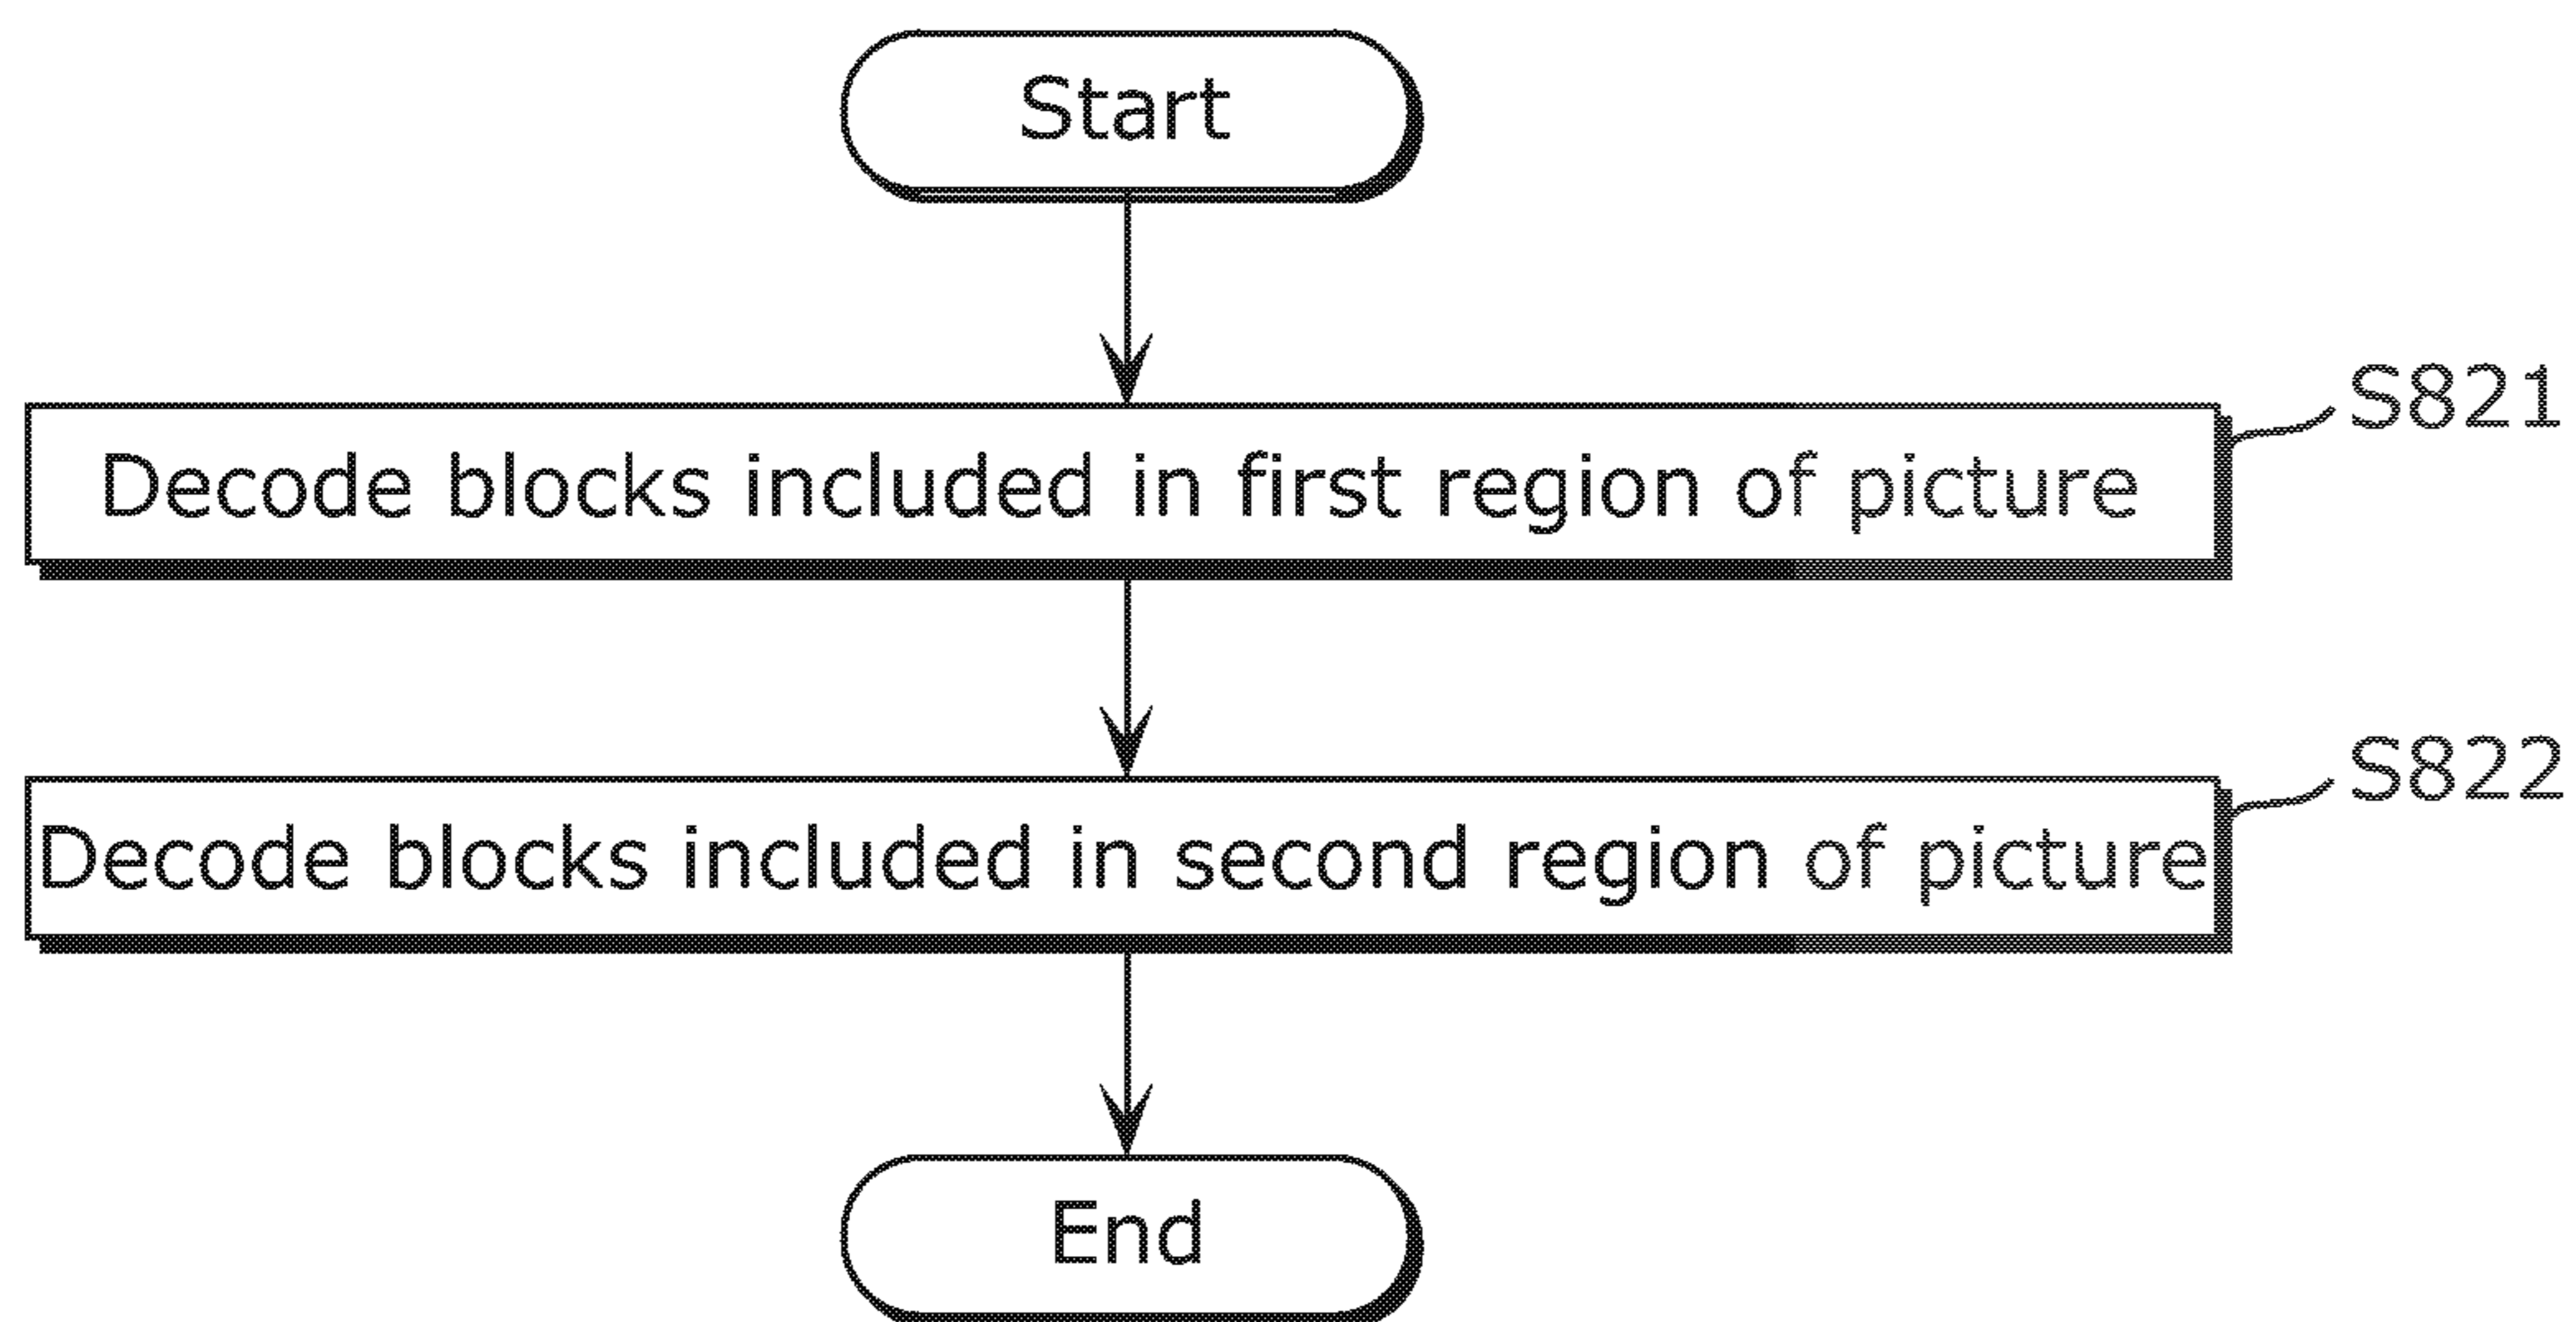 Start
S821
Decode blocks included in first region of picture
S822
Decode blocks included in second region of picture
End